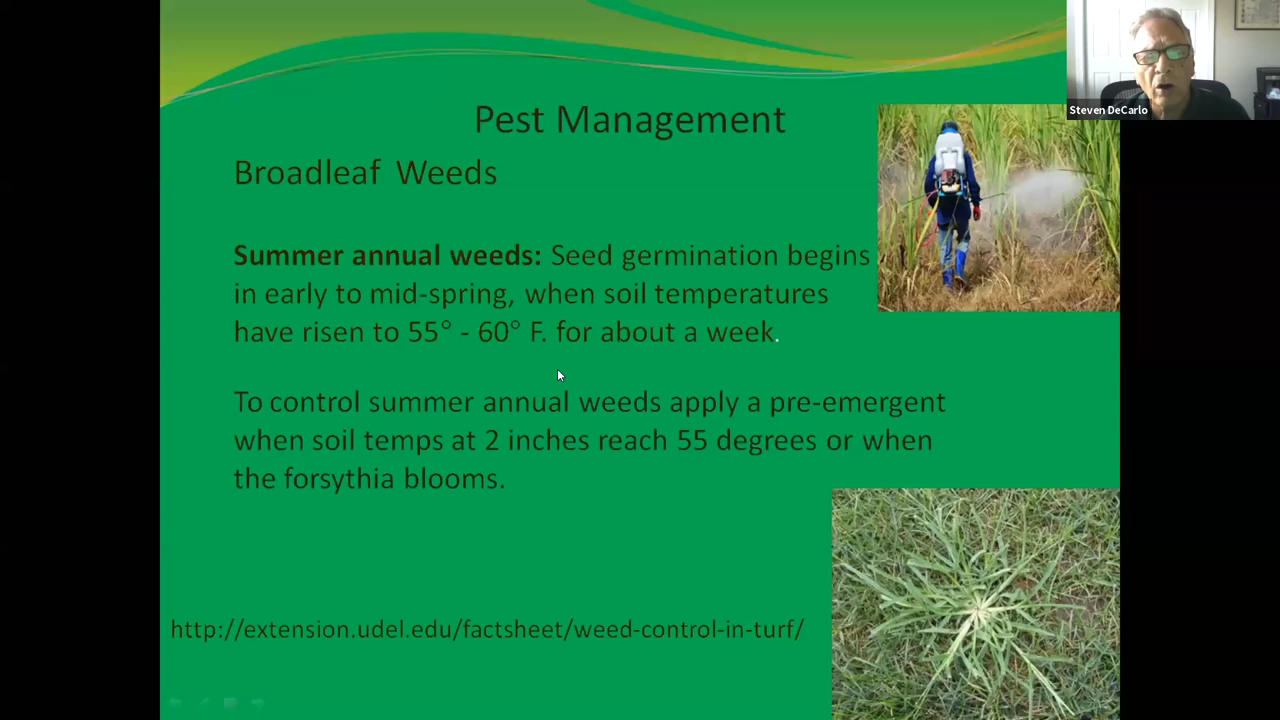 Steven DeCarlo
Pest Management
Broadleaf Weeds
Summer annual weeds: Seed germination begins
in early to mid-spring, when soil temperatures
have risen to 55° - 60° F. for about a week.
To control summer annual weeds apply a pre-emergent
when soil temps at 2 inches reach 55 degrees or when
the forsythia blooms.
http://extension.udel.edu/factsheet/weed-control-in-turf/